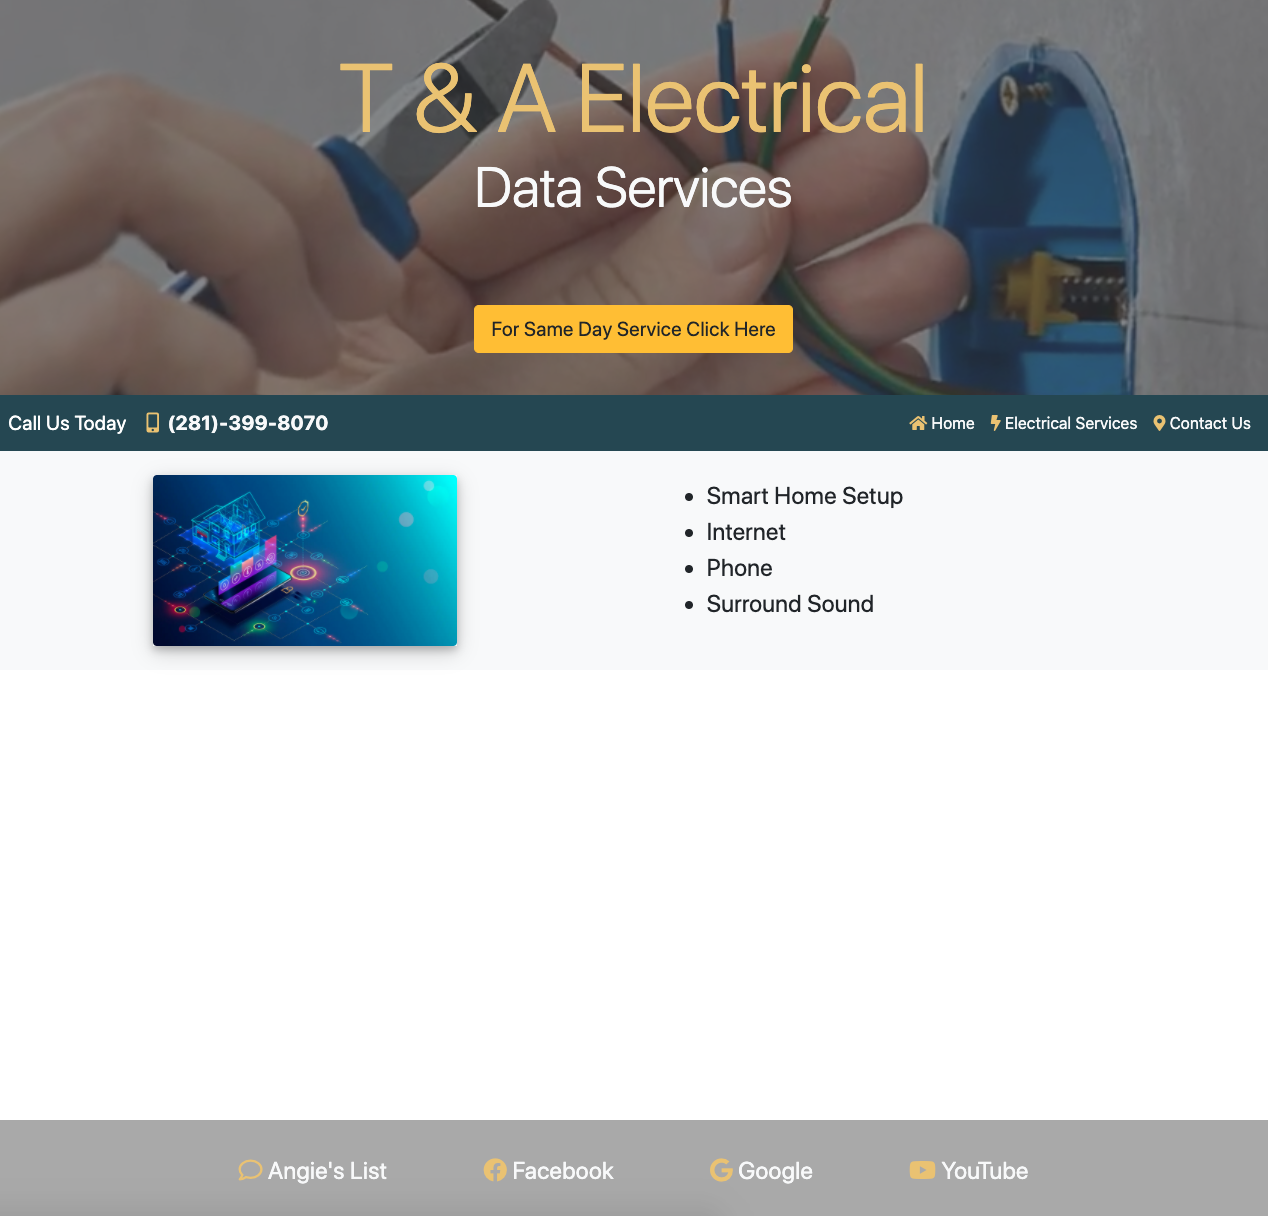 T & A Electrical
Data Services
For Same Day Service Click Here
Call Us Today (281)-399-8070 Home Electrical Services Contact Us
Smart Home Setup
Internet
Phone
Surround Sound
Angie's List Facebook Google YouTube